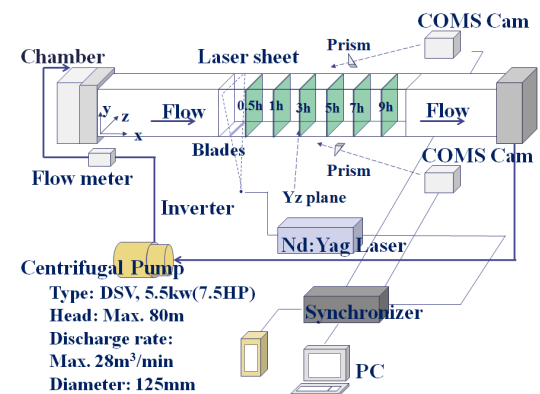 COMS Cam
Prism
Chamber
Laser sheet
y
z
x
Flow
0.5h 1h 3h 5h 7h 9h
Flow
Blades
Prism
COMS Cam
Flow meter
Yz plane
Inverter
Nd:Yag Laser
Centrifugal Pump
Type: DSV, 5.5kw(7.5HP)
Head: Max. 80m
Discharge rate:
Max. 28m³/min
Diameter: 125mm
Synchronizer
PC